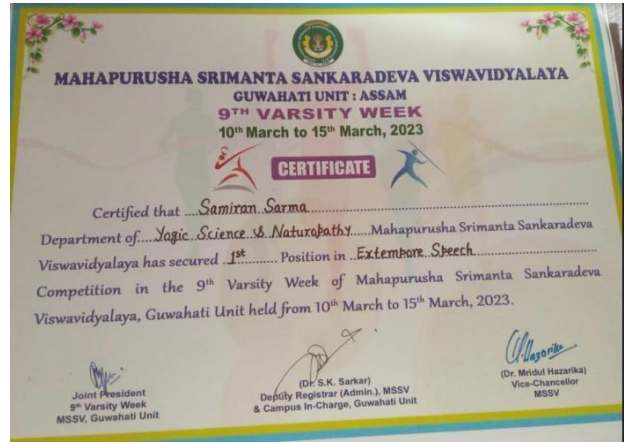 MAHAPURUSHA SRIMANTA SANKARADEVA VISWAVIDYALAYA
GUWAHATI UNIT : ASSAM
9TH VARSITY WEEK
10th March to 15th March, 2023
CERTIFICATE
Certified that ....Samiran Sarma....
Department of....Yogic Science & Naturopathy....Mahapurusha Srimanta Sankaradeva
Viswavidyalaya has secured ..1st.... Position in ..Extempore Speech....
Competition in the 9th Varsity Week of Mahapurusha Srimanta Sankaradeva
Viswavidyalaya, Guwahati Unit held from 10th March to 15th March, 2023.
Joint President
9th Varsity Week
MSSV, Guwahati Unit
(Dr. S.K. Sarkar)
Deputy Registrar (Admin.), MSSV
& Campus In-Charge, Guwahati Unit
(Dr. Mridul Hazarika)
Vice-Chancellor
MSSV